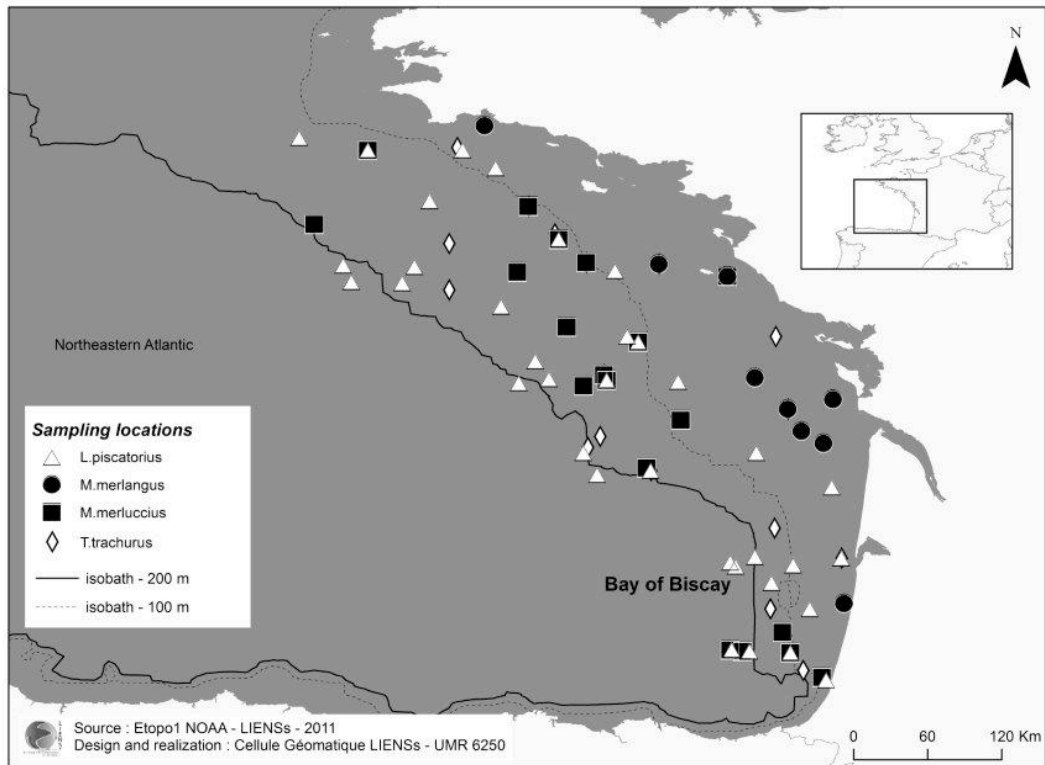 N
Northeastern Atlantic
Sampling locations
L.piscatorius
M.merlangus
M.merluccius
T.trachurus
isobath - 200 m
isobath - 100 m
Bay of Biscay
Source : Etopo1 NOAA - LIENSs - 2011
Design and realization : Cellule Géomatique LIENSs - UMR 6250
0 60 120 Km